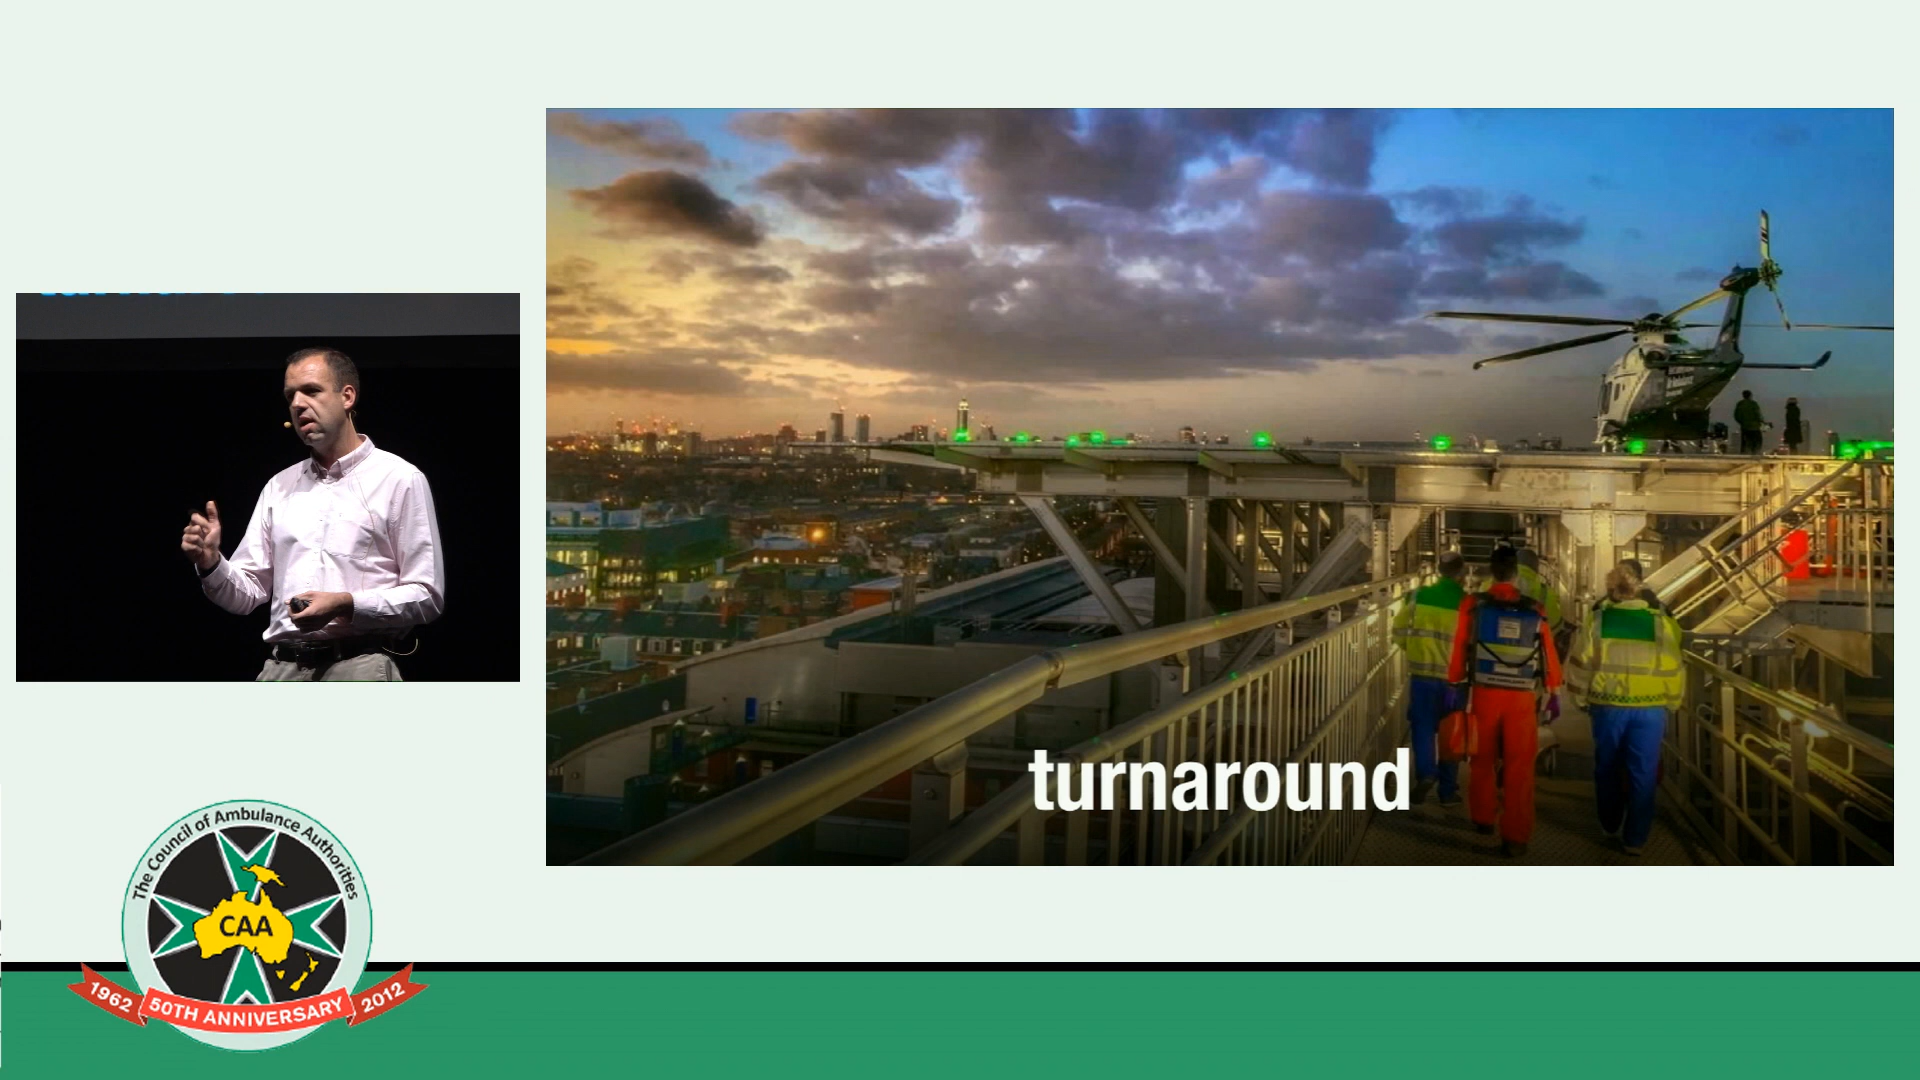 turnaround
The Council of Ambulance Authorities
CAA
1962 50TH ANNIVERSARY 2012